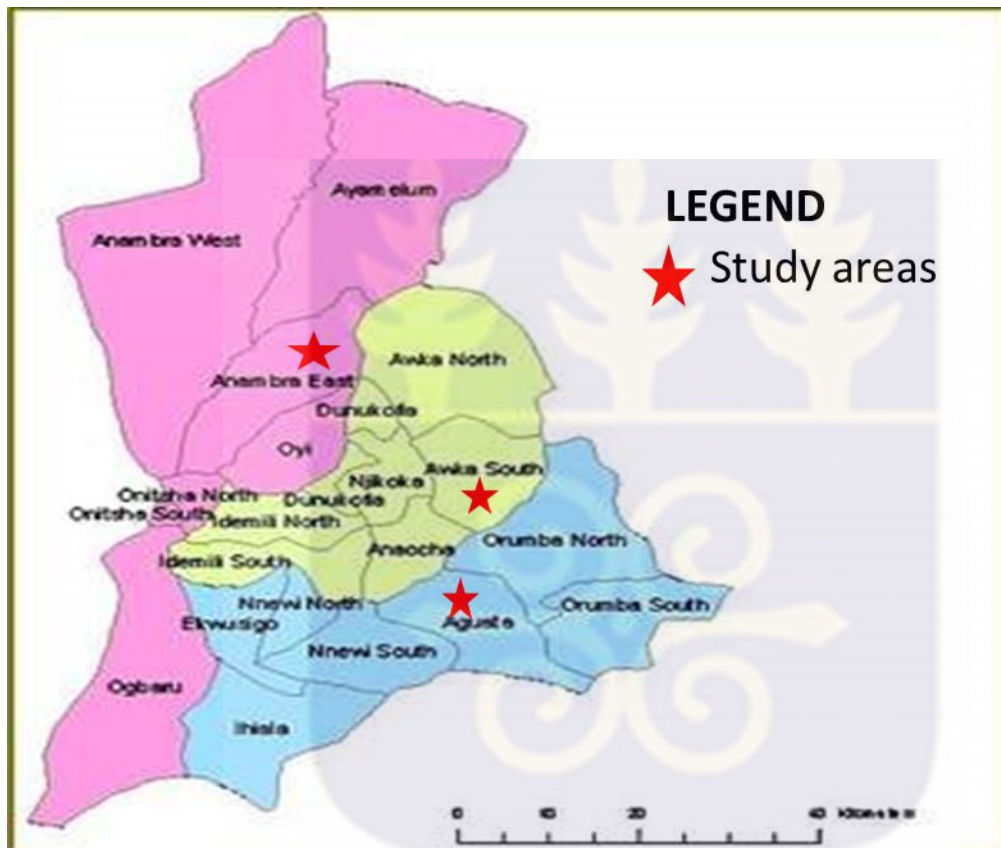 Ayamelum
LEGEND
Anambra West
Study areas
Awka North
Anambra East
Dunukofia
Oyi
Awka South
Njikoka
Onitsha North
Dunukofia
Onitsha South
Idemili North
Orumba North
Anaocha
Idemili South
Nnewi North
Orumba South
Ekwusigo
Aguata
Nnewi South
Ogbaru
Ihiala
0 10 20 40 Kilometers